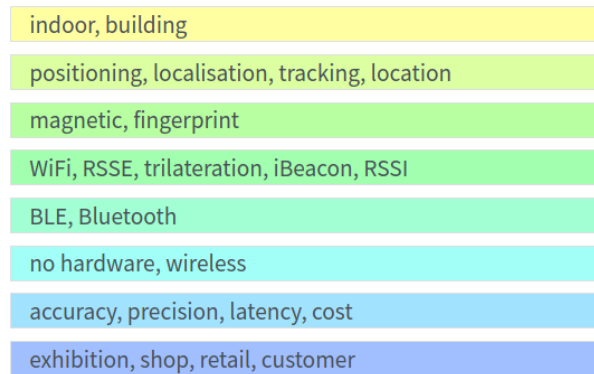 indoor, building
positioning, localisation, tracking, location
magnetic, fingerprint
WiFi, RSSE, trilateration, iBeacon, RSSI
BLE, Bluetooth
no hardware, wireless
accuracy, precision, latency, cost
exhibition, shop, retail, customer